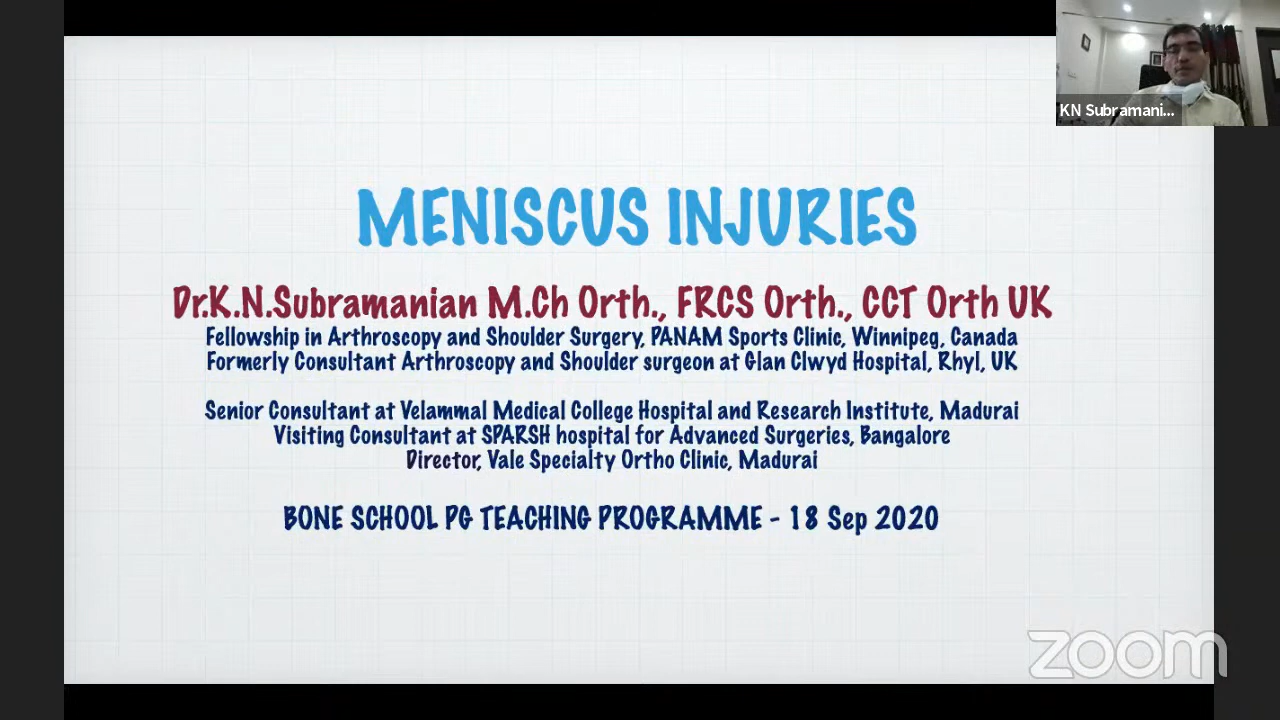 KN Subramani...
MENISCUS INJURIES
Dr.K.N.Subramanian M.Ch Orth., FRCS Orth., CCT Orth UK
Fellowship in Arthroscopy and Shoulder Surgery, PANAM Sports Clinic, Winnipeg, Canada
Formerly Consultant Arthroscopy and Shoulder surgeon at Glan Clwyd Hospital, Rhyl, UK
Senior Consultant at Velammal Medical College Hospital and Research Institute, Madurai
Visiting Consultant at SPARSH hospital for Advanced Surgeries, Bangalore
Director, Vale Specialty Ortho Clinic, Madurai
BONE SCHOOL PG TEACHING PROGRAMME - 18 Sep 2020
zoom